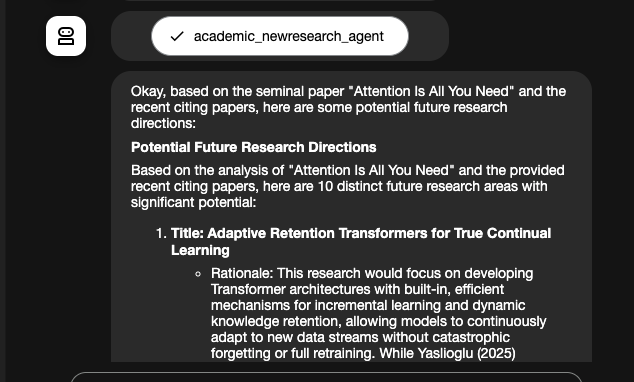 academic_newresearch_agent
Okay, based on the seminal paper "Attention Is All You Need" and the
recent citing papers, here are some potential future research
directions:
Potential Future Research Directions
Based on the analysis of "Attention Is All You Need" and the provided
recent citing papers, here are 10 distinct future research areas with
significant potential:
1. Title: Adaptive Retention Transformers for True Continual
Learning
Rationale: This research would focus on developing
Transformer architectures with built-in, efficient
mechanisms for incremental learning and dynamic
knowledge retention, allowing models to continuously
adapt to new data streams without catastrophic
forgetting or full retraining. While Yaslioglu (2025)